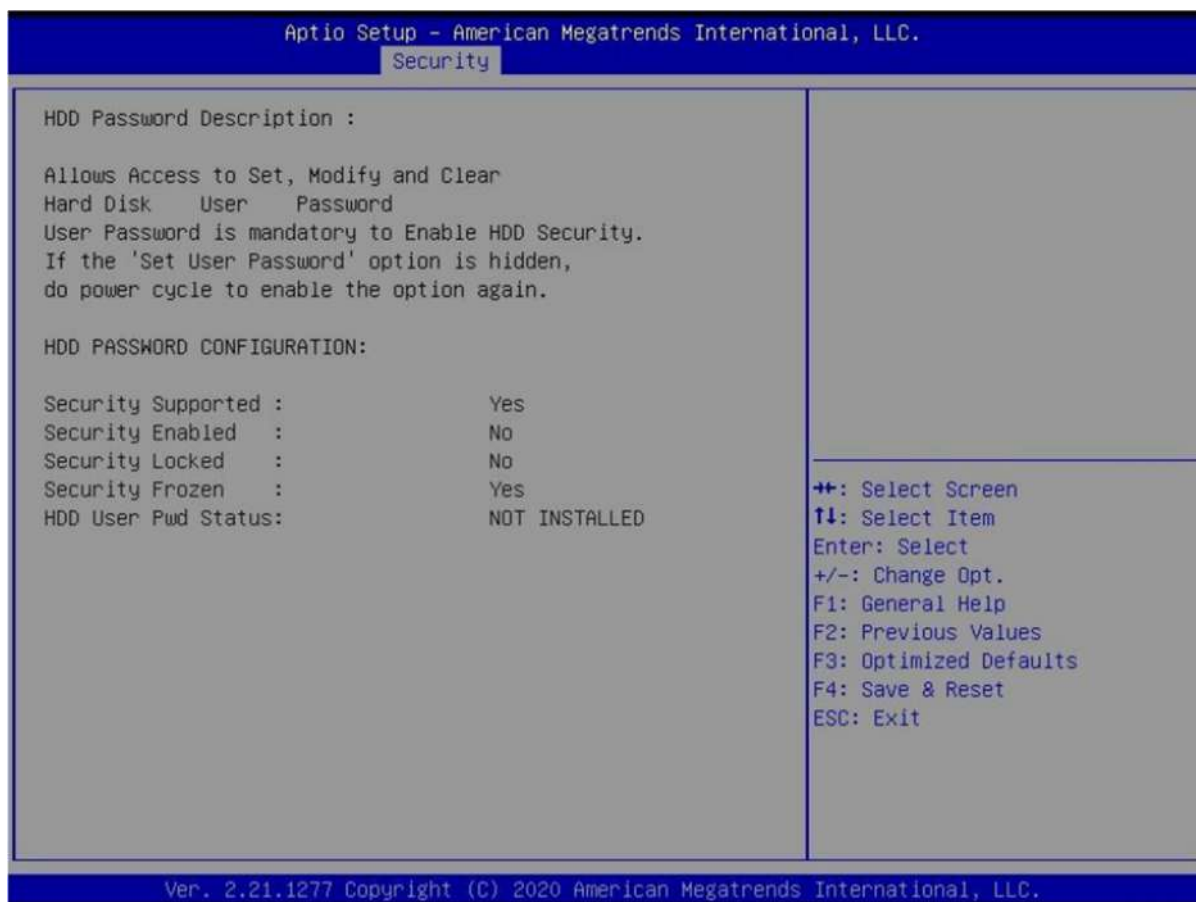 Aptio Setup - American Megatrends International, LLC.
Security
HDD Password Description :
Allows Access to Set, Modify and Clear
Hard Disk User Password
User Password is mandatory to Enable HDD Security.
If the 'Set User Password' option is hidden,
do power cycle to enable the option again.
HDD PASSWORD CONFIGURATION:
Security Supported : Yes
Security Enabled : No
Security Locked : No
Security Frozen : Yes
HDD User Pwd Status: NOT INSTALLED
→←: Select Screen
↑↓: Select Item
Enter: Select
+/-: Change Opt.
F1: General Help
F2: Previous Values
F3: Optimized Defaults
F4: Save & Reset
ESC: Exit
Ver. 2.21.1277 Copyright (C) 2020 American Megatrends International, LLC.